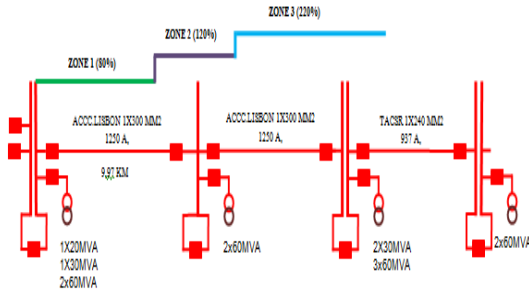 ZONE 3 (220%)
ZONE 2 (120%)
ZONE 1 (80%)
ACCC.LISBON 1X300 MM2
1250 A,
9,97 KM
ACCC.LISBON 1X300 MM2
1250 A,
TACSR 1X240 MM2
937 A,
1X20MVA
1X30MVA
2x60MVA
2x60MVA
2X30MVA
3x60MVA
2x60MVA